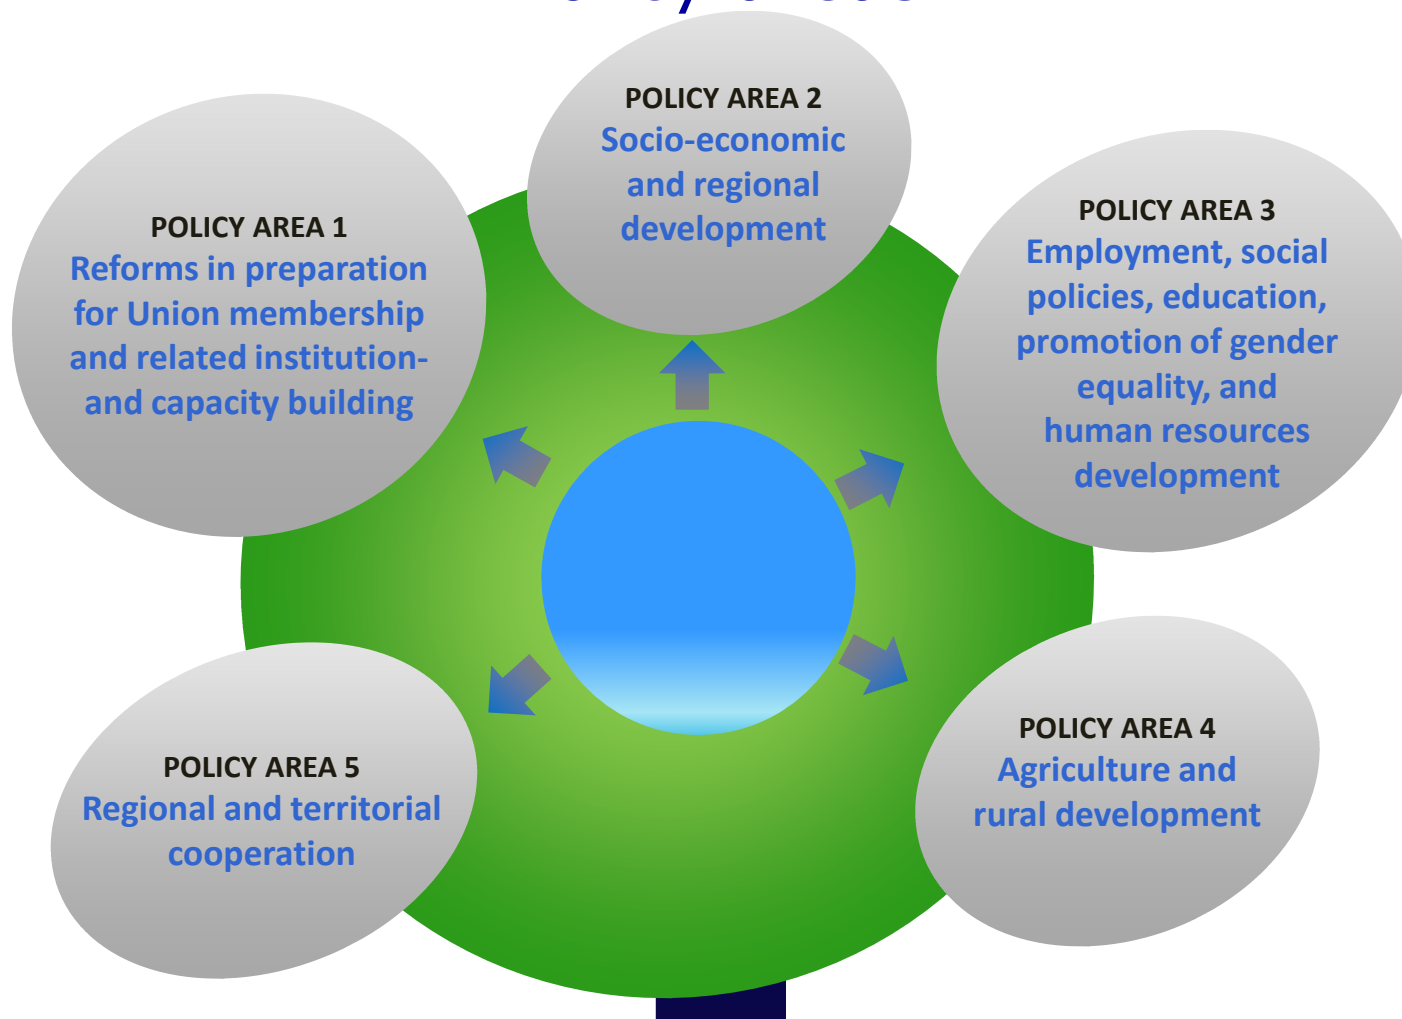 POLICY AREA 1
Reforms in preparation
for Union membership
and related institution-
and capacity building
POLICY AREA 2
Socio-economic
and regional
development
POLICY AREA 3
Employment, social
policies, education,
promotion of gender
equality, and
human resources
development
POLICY AREA 4
Agriculture and
rural development
POLICY AREA 5
Regional and territorial
cooperation